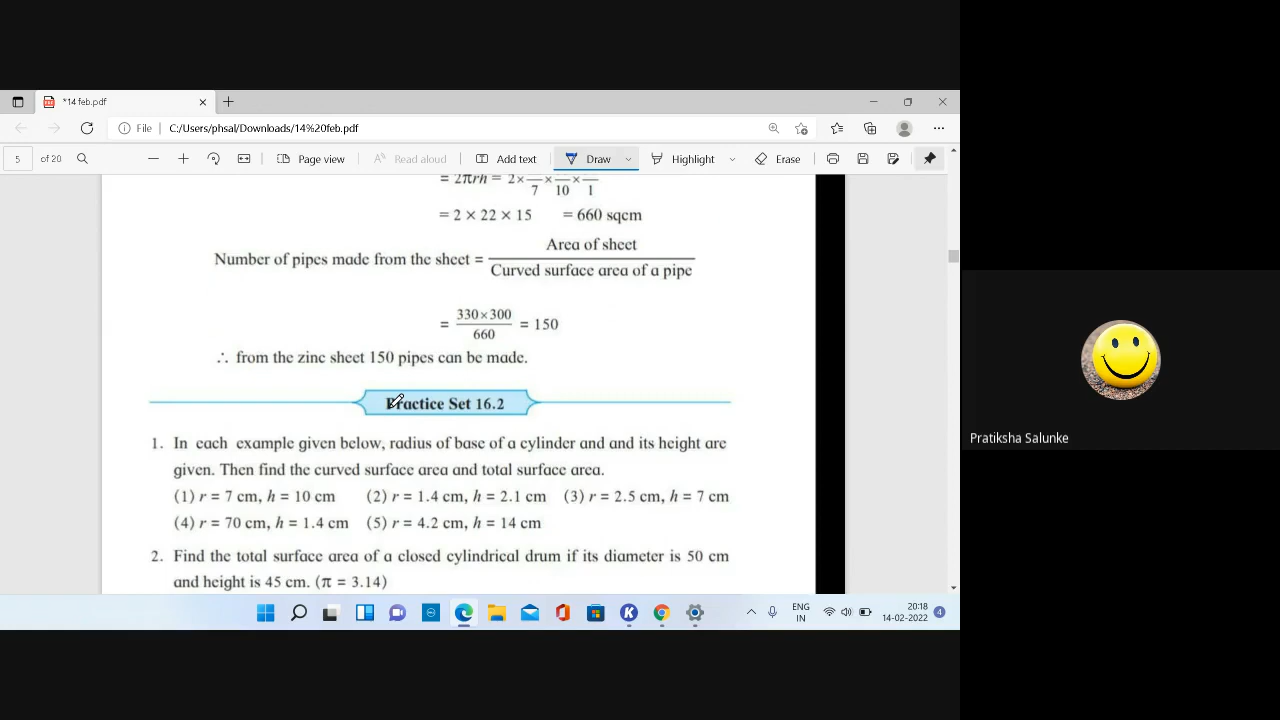 *14 feb.pdf
File C:/Users/phsal/Downloads/14%20feb.pdf
5 of 20 Page view Read aloud Add text Draw Highlight Erase
= 2πrh = 2× /7 × /10 × /1
= 2 × 22 × 15 = 660 sqcm
Number of pipes made from the sheet = Area of sheet / Curved surface area of a pipe
= 330×300 / 660 = 150
∴ from the zinc sheet 150 pipes can be made.
Practice Set 16.2
1. In each example given below, radius of base of a cylinder and and its height are
given. Then find the curved surface area and total surface area.
(1) r = 7 cm, h = 10 cm (2) r = 1.4 cm, h = 2.1 cm (3) r = 2.5 cm, h = 7 cm
(4) r = 70 cm, h = 1.4 cm (5) r = 4.2 cm, h = 14 cm
2. Find the total surface area of a closed cylindrical drum if its diameter is 50 cm
and height is 45 cm. (π = 3.14)
ENG
IN
20:18
14-02-2022
4
Pratiksha Salunke